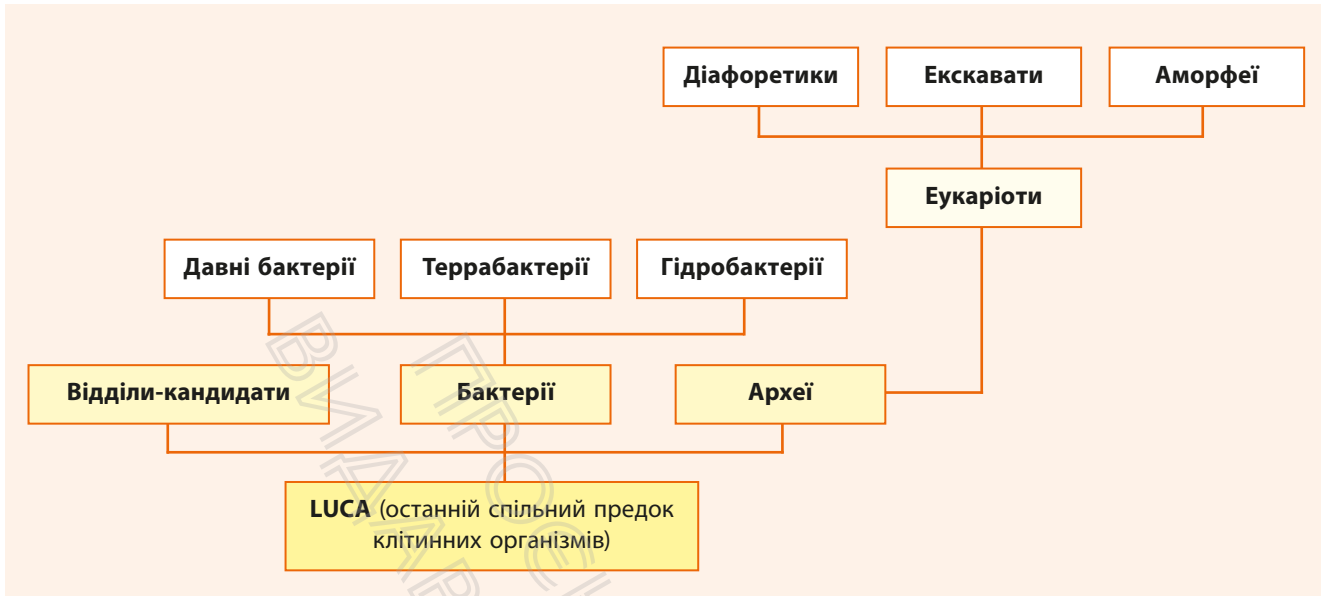 Діафоретики
Екскавати
Аморфеї
Еукаріоти
Давні бактерії
Террабактерії
Гідробактерії
Відділи-кандидати
Бактерії
Археї
LUCA (останній спільний предок
клітинних організмів)